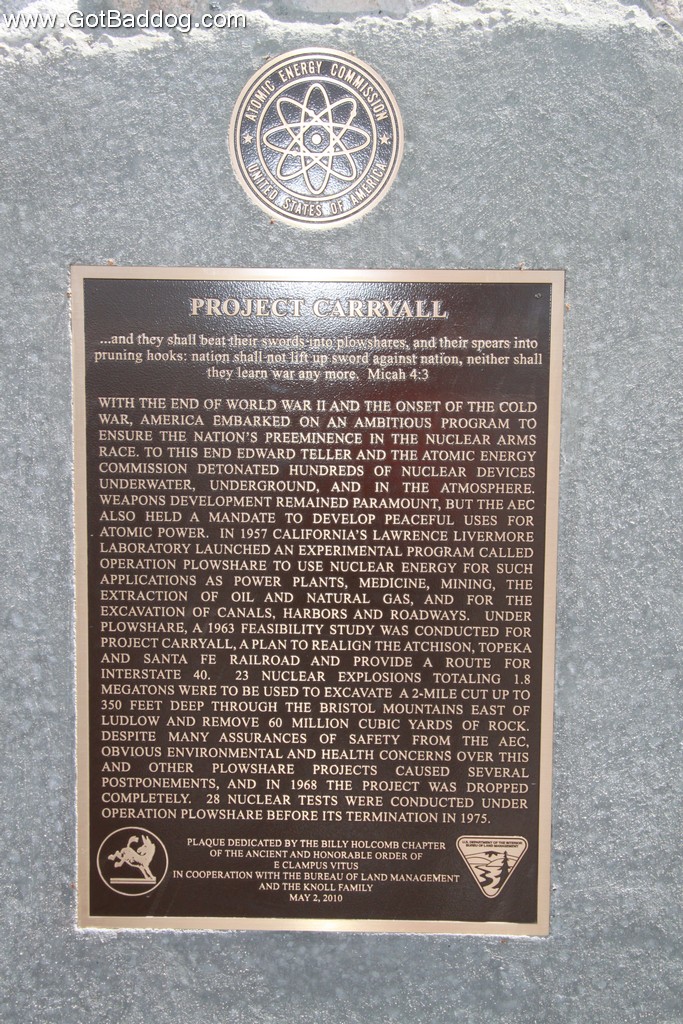 www.GotBaddog.com
ATOMIC ENERGY COMMISSION
UNITED STATES OF AMERICA
PROJECT CARRYALL
...and they shall beat their swords into plowshares, and their spears into
pruning hooks: nation shall not lift up sword against nation, neither shall
they learn war any more. Micah 4:3
WITH THE END OF WORLD WAR II AND THE ONSET OF THE COLD
WAR, AMERICA EMBARKED ON AN AMBITIOUS PROGRAM TO
ENSURE THE NATION'S PREEMINENCE IN THE NUCLEAR ARMS
RACE. TO THIS END EDWARD TELLER AND THE ATOMIC ENERGY
COMMISSION DETONATED HUNDREDS OF NUCLEAR DEVICES
UNDERWATER, UNDERGROUND, AND IN THE ATMOSPHERE.
WEAPONS DEVELOPMENT REMAINED PARAMOUNT, BUT THE AEC
ALSO HELD A MANDATE TO DEVELOP PEACEFUL USES FOR
ATOMIC POWER. IN 1957 CALIFORNIA'S LAWRENCE LIVERMORE
LABORATORY LAUNCHED AN EXPERIMENTAL PROGRAM CALLED
OPERATION PLOWSHARE TO USE NUCLEAR ENERGY FOR SUCH
APPLICATIONS AS POWER PLANTS, MEDICINE, MINING, THE
EXTRACTION OF OIL AND NATURAL GAS, AND FOR THE
EXCAVATION OF CANALS, HARBORS AND ROADWAYS. UNDER
PLOWSHARE, A 1963 FEASIBILITY STUDY WAS CONDUCTED FOR
PROJECT CARRYALL, A PLAN TO REALIGN THE ATCHISON, TOPEKA
AND SANTA FE RAILROAD AND PROVIDE A ROUTE FOR
INTERSTATE 40. 23 NUCLEAR EXPLOSIONS TOTALING 1.8
MEGATONS WERE TO BE USED TO EXCAVATE A 2-MILE CUT UP TO
350 FEET DEEP THROUGH THE BRISTOL MOUNTAINS EAST OF
LUDLOW AND REMOVE 60 MILLION CUBIC YARDS OF ROCK.
DESPITE MANY ASSURANCES OF SAFETY FROM THE AEC,
OBVIOUS ENVIRONMENTAL AND HEALTH CONCERNS OVER THIS
AND OTHER PLOWSHARE PROJECTS CAUSED SEVERAL
POSTPONEMENTS, AND IN 1968 THE PROJECT WAS DROPPED
COMPLETELY. 28 NUCLEAR TESTS WERE CONDUCTED UNDER
OPERATION PLOWSHARE BEFORE ITS TERMINATION IN 1975.
PLAQUE DEDICATED BY THE BILLY HOLCOMB CHAPTER
OF THE ANCIENT AND HONORABLE ORDER OF
E CLAMPUS VITUS
IN COOPERATION WITH THE BUREAU OF LAND MANAGEMENT
AND THE KNOLL FAMILY
MAY 2, 2010
U.S. DEPARTMENT OF THE INTERIOR
BUREAU OF LAND MANAGEMENT